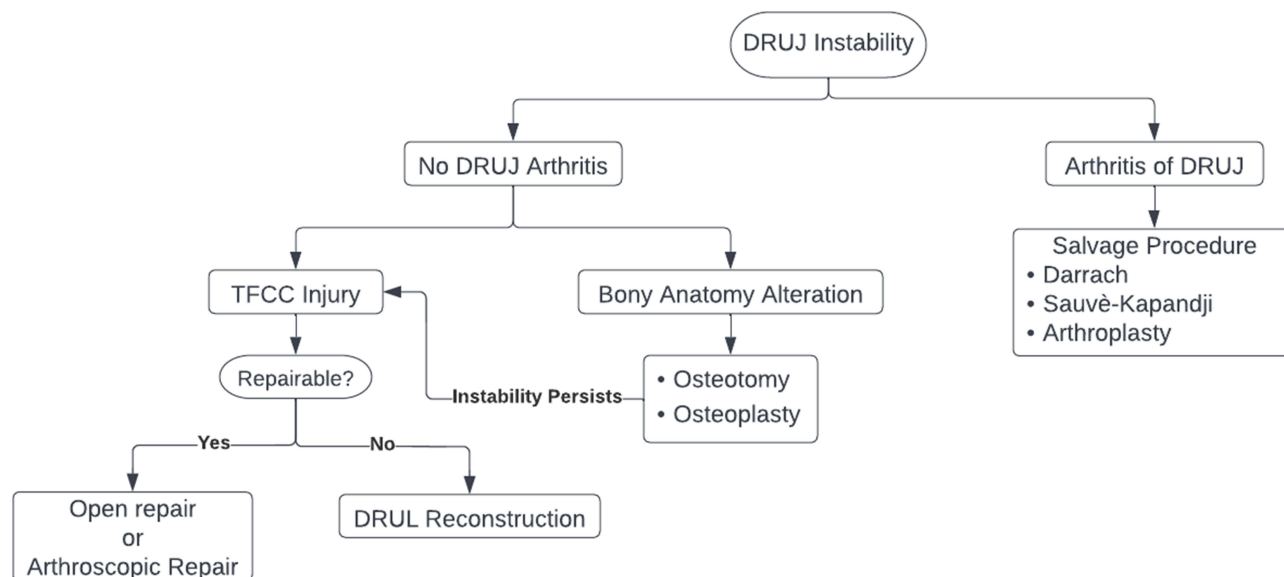 DRUJ Instability
No DRUJ Arthritis
Arthritis of DRUJ
Salvage Procedure
• Darrach
• Sauvè-Kapandji
• Arthroplasty
TFCC Injury
Bony Anatomy Alteration
Repairable?
• Osteotomy
• Osteoplasty
Instability Persists
Yes
No
Open repair
or
Arthroscopic Repair
DRUL Reconstruction